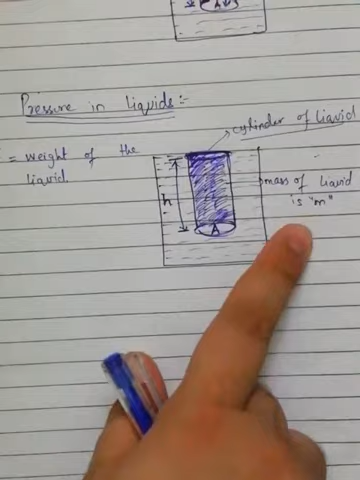 Pressure in liquids:-
cylinder of liquid
= weight of the
liquid.
h
A
mass of liquid
is "m"